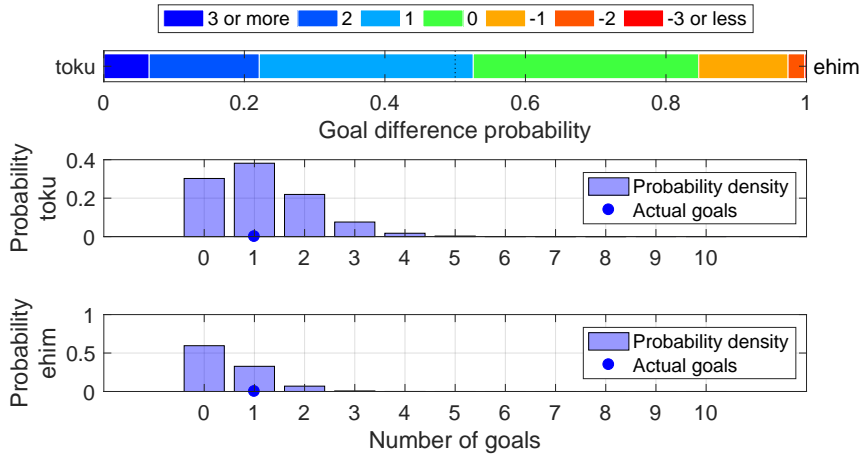 3 or more 2 1 0 -1 -2 -3 or less
toku ehim
0 0.2 0.4 0.6 0.8 1
Goal difference probability
Probability
toku
0.4
0.2
0
Probability density
Actual goals
0 1 2 3 4 5 6 7 8 9 10
Probability
ehim
1
0.5
0
Probability density
Actual goals
0 1 2 3 4 5 6 7 8 9 10
Number of goals